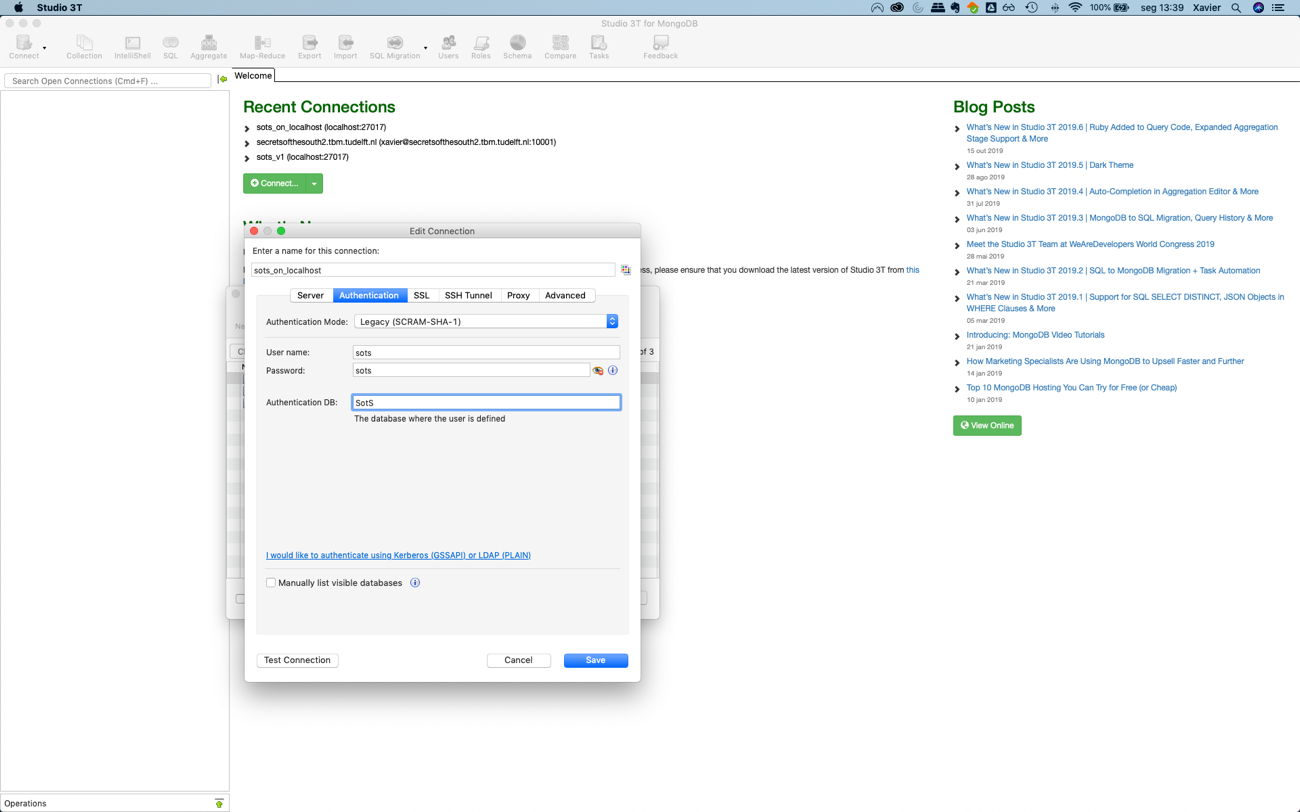 Studio 3T
100%
seg 13:39
Xavier
Studio 3T for MongoDB
Connect
Collection
IntelliShell
SQL
Aggregate
Map-Reduce
Export
Import
SQL Migration
Users
Roles
Schema
Compare
Tasks
Feedback
Search Open Connections (Cmd+F) ...
Welcome
Recent Connections
sots_on_localhost (localhost:27017)
secretsofthesouth2.tbm.tudelft.nl (xavier@secretsofthesouth2.tbm.tudelft.nl:10001)
sots_v1 (localhost:27017)
Connect...
ss, please ensure that you download the latest version of Studio 3T from this
of 3
Edit Connection
Enter a name for this connection:
sots_on_localhost
Server
Authentication
SSL
SSH Tunnel
Proxy
Advanced
Authentication Mode:
Legacy (SCRAM-SHA-1)
User name:
sots
Password:
sots
Authentication DB:
SotS
The database where the user is defined
I would like to authenticate using Kerberos (GSSAPI) or LDAP (PLAIN)
Manually list visible databases
Test Connection
Cancel
Save
Blog Posts
What's New in Studio 3T 2019.6 | Ruby Added to Query Code, Expanded Aggregation
Stage Support & More
15 out 2019
What's New in Studio 3T 2019.5 | Dark Theme
28 ago 2019
What's New in Studio 3T 2019.4 | Auto-Completion in Aggregation Editor & More
31 jul 2019
What's New in Studio 3T 2019.3 | MongoDB to SQL Migration, Query History & More
03 jun 2019
Meet the Studio 3T Team at WeAreDevelopers World Congress 2019
28 mai 2019
What's New in Studio 3T 2019.2 | SQL to MongoDB Migration + Task Automation
21 mar 2019
What's New in Studio 3T 2019.1 | Support for SQL SELECT DISTINCT, JSON Objects in
WHERE Clauses & More
05 mar 2019
Introducing: MongoDB Video Tutorials
21 jan 2019
How Marketing Specialists Are Using MongoDB to Upsell Faster and Further
14 jan 2019
Top 10 MongoDB Hosting You Can Try for Free (or Cheap)
10 jan 2019
View Online
Operations